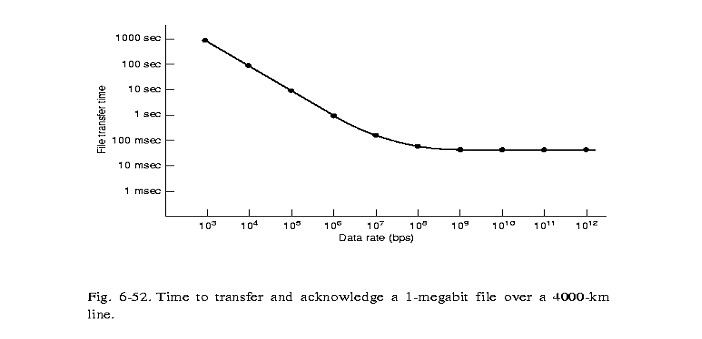 1000 sec
100 sec
10 sec
1 sec
100 msec
10 msec
1 msec
File transfer time
10³ 10⁴ 10⁵ 10⁶ 10⁷ 10⁸ 10⁹ 10¹⁰ 10¹¹ 10¹²
Data rate (bps)
Fig. 6-52. Time to transfer and acknowledge a 1-megabit file over a 4000-km
line.